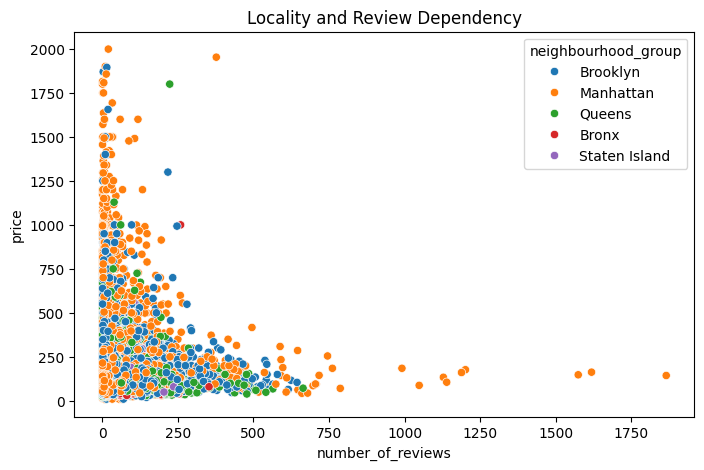 Locality and Review Dependency
neighbourhood_group
Brooklyn
Manhattan
Queens
Bronx
Staten Island
price
2000
1750
1500
1250
1000
750
500
250
0
0 250 500 750 1000 1250 1500 1750
number_of_reviews